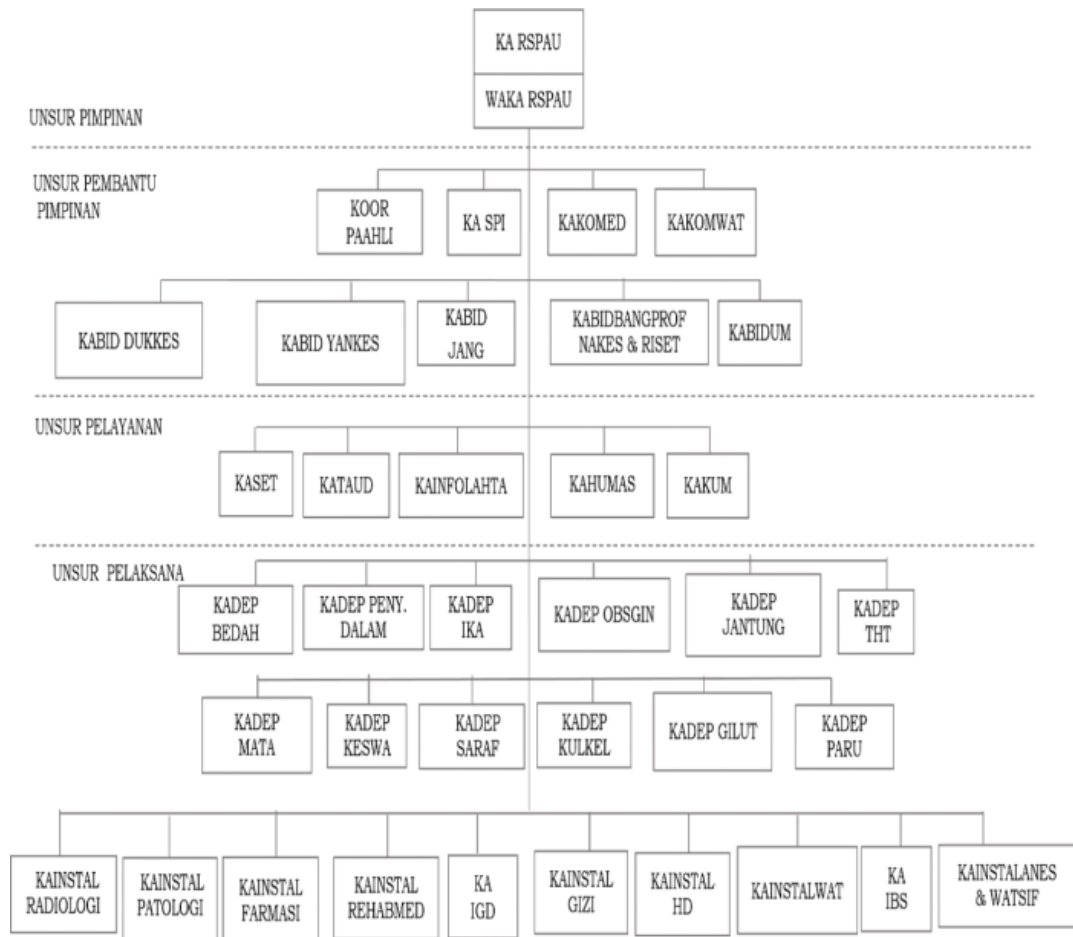 KA RSPAU
WAKA RSPAU
UNSUR PIMPINAN
UNSUR PEMBANTU
PIMPINAN
KOOR
PAAHLI
KA SPI
KAKOMED
KAKOMWAT
KABID DUKKES
KABID YANKES
KABID
JANG
KABIDBANGPROF
NAKES & RISET
KABIDUM
UNSUR PELAYANAN
KASET
KATAUD
KAINFOLAHTA
KAHUMAS
KAKUM
UNSUR PELAKSANA
KADEP
BEDAH
KADEP PENY.
DALAM
KADEP
IKA
KADEP OBSGIN
KADEP
JANTUNG
KADEP
THT
KADEP
MATA
KADEP
KESWA
KADEP
SARAF
KADEP
KULKEL
KADEP GILUT
KADEP
PARU
KAINSTAL
RADIOLOGI
KAINSTAL
PATOLOGI
KAINSTAL
FARMASI
KAINSTAL
REHABMED
KA
IGD
KAINSTAL
GIZI
KAINSTAL
HD
KAINSTALWAT
KA
IBS
KAINSTALANES
& WATSIF